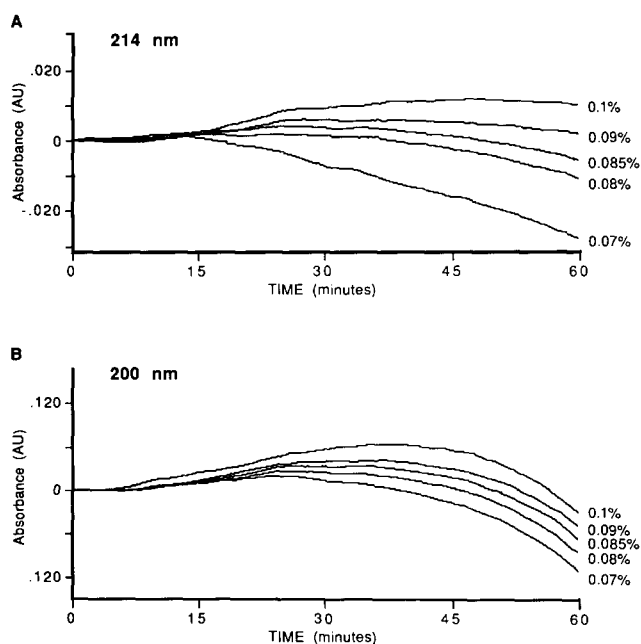 A
214 nm
Absorbance (AU)
.020
0
-.020
0.1%
0.09%
0.085%
0.08%
0.07%
0 15 30 45 60
TIME (minutes)
B
200 nm
Absorbance (AU)
.120
0
.120
0.1%
0.09%
0.085%
0.08%
0.07%
0 15 30 45 60
TIME (minutes)